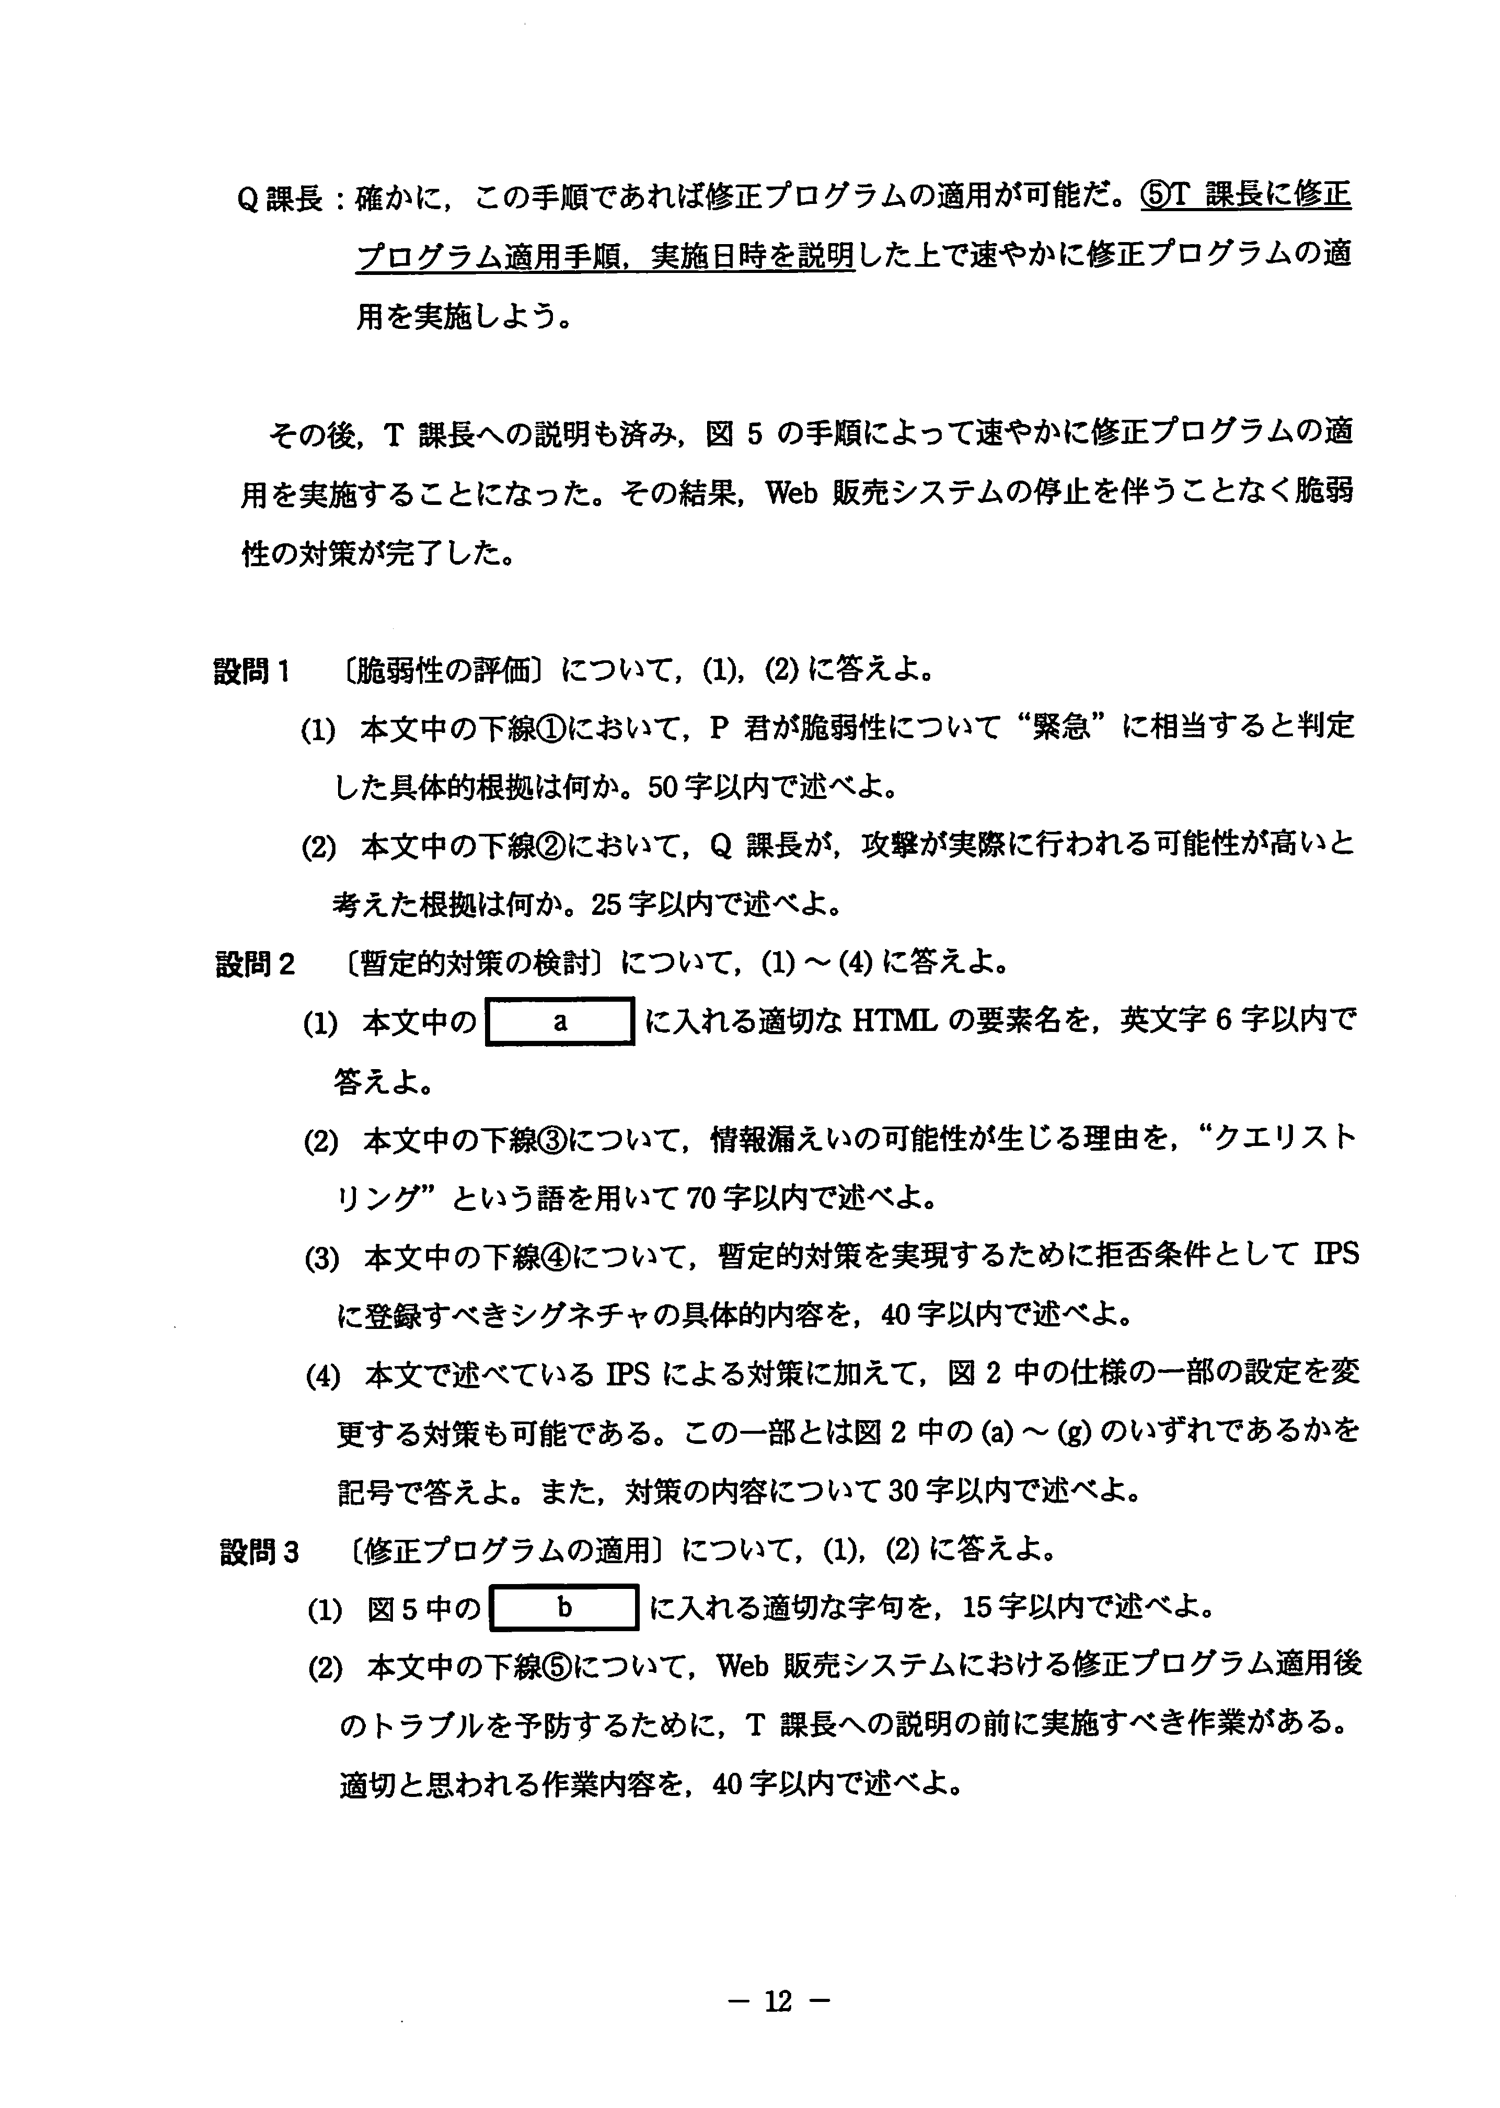 Q 課長：確かに，この手順であれば修正プログラムの適用が可能だ。⑤T 課長に修正
プログラム適用手順，実施日時を説明した上で速やかに修正プログラムの適
用を実施しよう。
その後，T 課長への説明も済み，図 5 の手順によって速やかに修正プログラムの適
用を実施することになった。その結果，Web 販売システムの停止を伴うことなく脆弱
性の対策が完了した。
設問1 〔脆弱性の評価〕について，(1)，(2) に答えよ。
(1) 本文中の下線①において，P 君が脆弱性について “緊急” に相当すると判定
した具体的根拠は何か。50 字以内で述べよ。
(2) 本文中の下線②において，Q 課長が，攻撃が実際に行われる可能性が高いと
考えた根拠は何か。25 字以内で述べよ。
設問2 〔暫定的対策の検討〕について，(1) ～ (4) に答えよ。
(1) 本文中の a に入れる適切な HTML の要素名を，英文字 6 字以内で
答えよ。
(2) 本文中の下線③について，情報漏えいの可能性が生じる理由を，“クエリスト
リング” という語を用いて 70 字以内で述べよ。
(3) 本文中の下線④について，暫定的対策を実現するために拒否条件として IPS
に登録すべきシグネチャの具体的内容を，40 字以内で述べよ。
(4) 本文で述べている IPS による対策に加えて，図 2 中の仕様の一部の設定を変
更する対策も可能である。この一部とは図 2 中の (a) ～ (g) のいずれであるかを
記号で答えよ。また，対策の内容について 30 字以内で述べよ。
設問3 〔修正プログラムの適用〕について，(1)，(2) に答えよ。
(1) 図 5 中の b に入れる適切な字句を，15 字以内で述べよ。
(2) 本文中の下線⑤について，Web 販売システムにおける修正プログラム適用後
のトラブルを予防するために，T 課長への説明の前に実施すべき作業がある。
適切と思われる作業内容を，40 字以内で述べよ。
－ 12 －